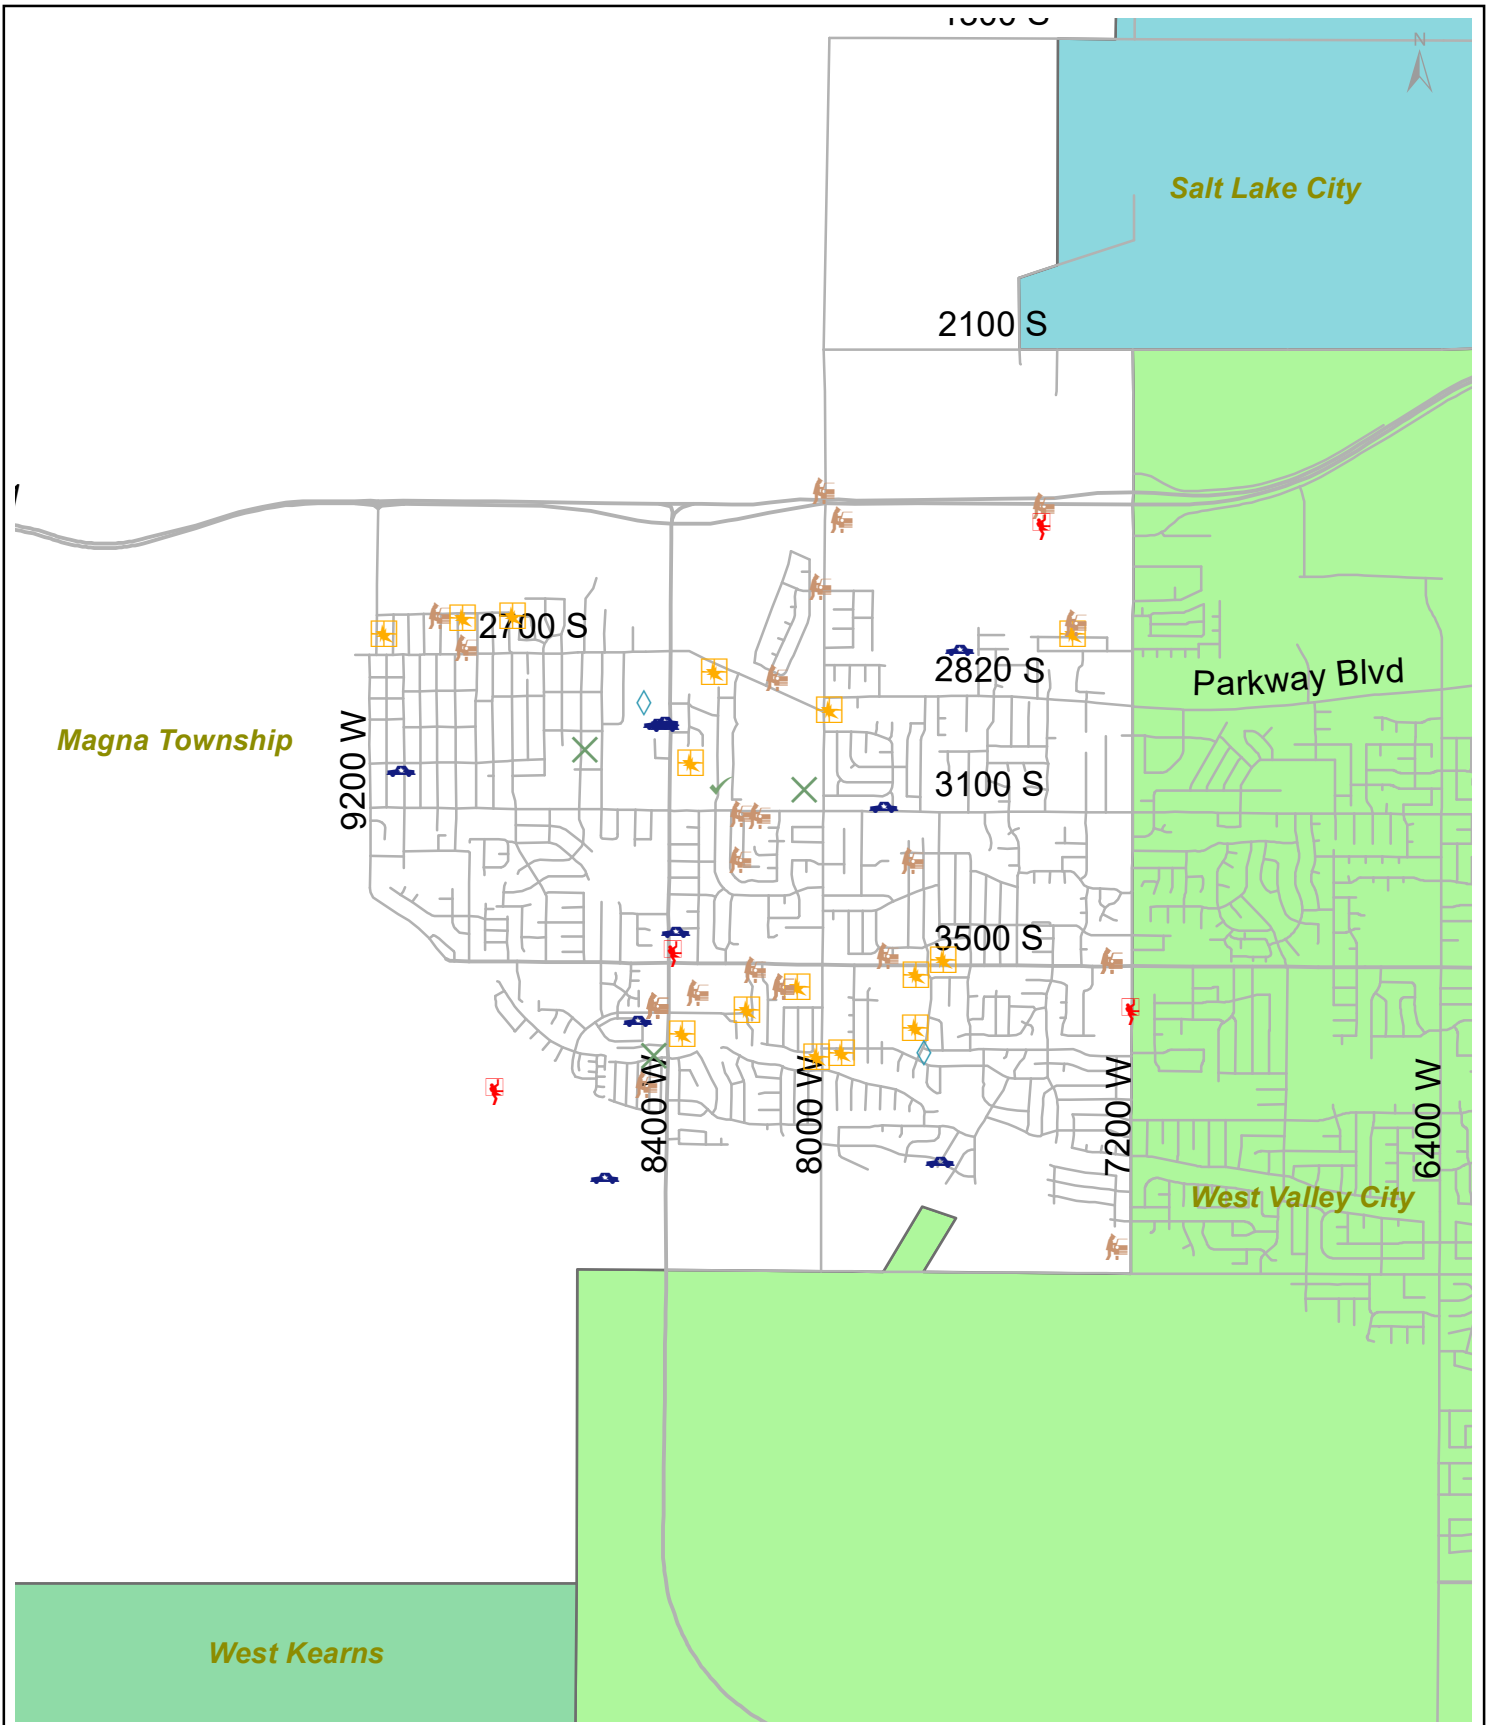 N
Salt Lake City
2100 S
2700 S
2820 S
Parkway Blvd
Magna Township
9200 W
3100 S
3500 S
8400 W
8000 W
7200 W
6400 W
West Valley City
West Kearns